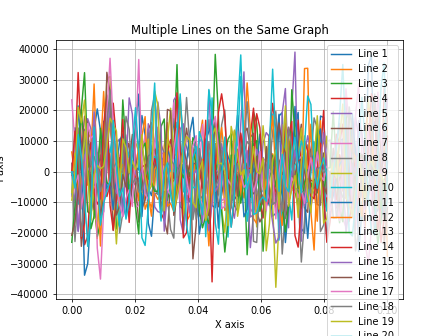 Multiple Lines on the Same Graph
40000
30000
20000
10000
0
−10000
−20000
−30000
−40000
0.00 0.02 0.04 0.06
X axis
axis
Line 1
Line 2
Line 3
Line 4
Line 5
Line 6
Line 7
Line 8
Line 9
Line 10
Line 11
Line 12
Line 13
Line 14
Line 15
Line 16
Line 17
Line 18
Line 19